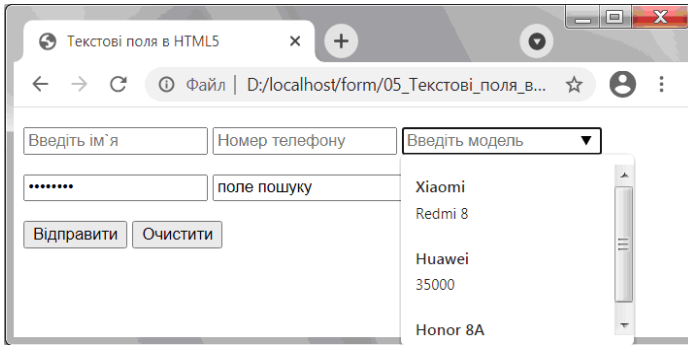 Текстові поля в HTML5
Файл | D:/localhost/form/05_Текстові_поля_в...
Введіть ім`я Номер телефону Введіть модель
•••••••• поле пошуку
Xiaomi
Redmi 8
Відправити Очистити
Huawei
35000
Honor 8A